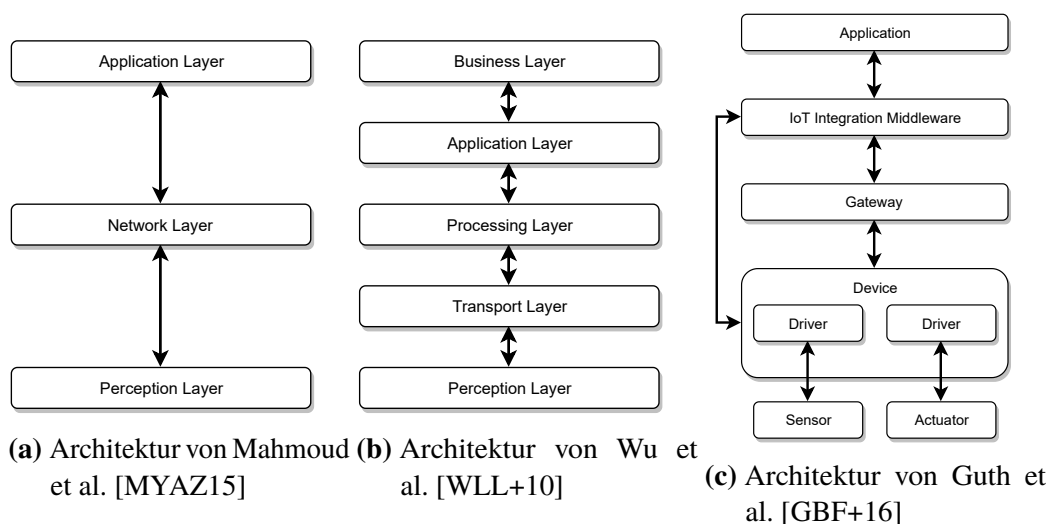 Application Layer
Network Layer
Perception Layer
(a) Architektur von Mahmoud
et al. [MYAZ15]
Business Layer
Application Layer
Processing Layer
Transport Layer
Perception Layer
(b) Architektur von Wu et
al. [WLL+10]
Application
IoT Integration Middleware
Gateway
Device
Driver
Driver
Sensor
Actuator
(c) Architektur von Guth et
al. [GBF+16]